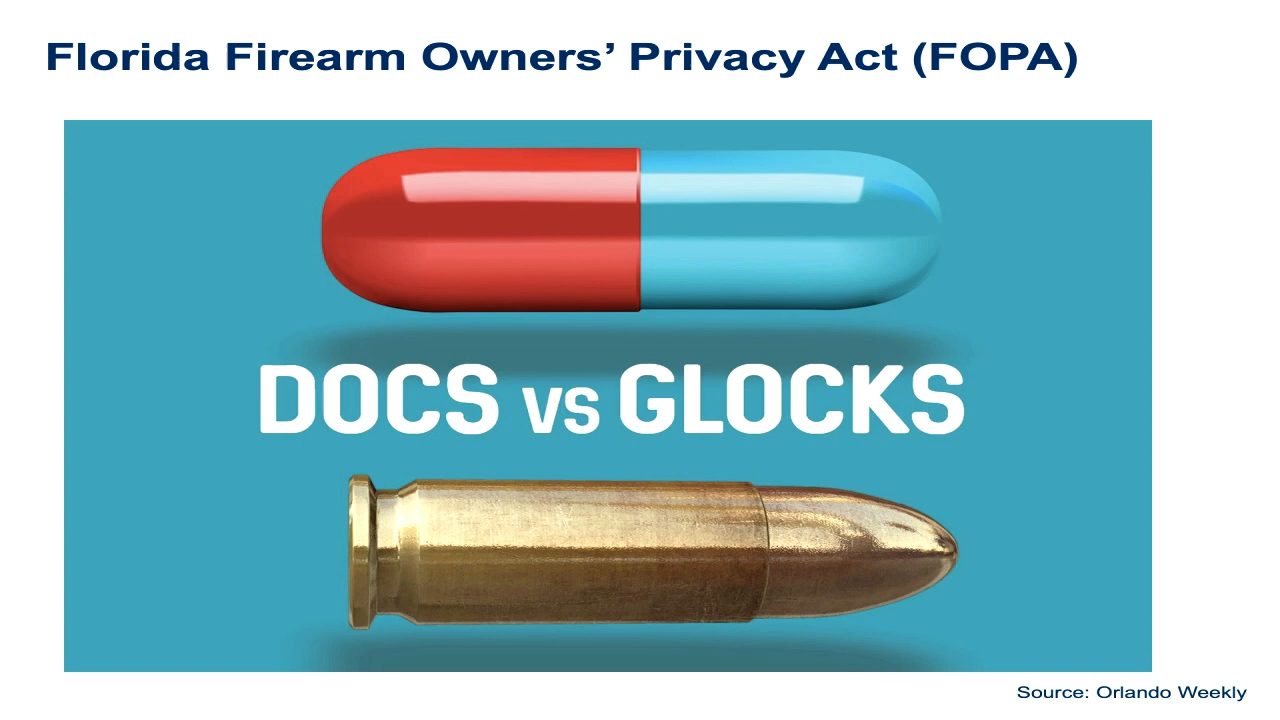 Florida Firearm Owners’ Privacy Act (FOPA)
DOCS VS GLOCKS
Source: Orlando Weekly